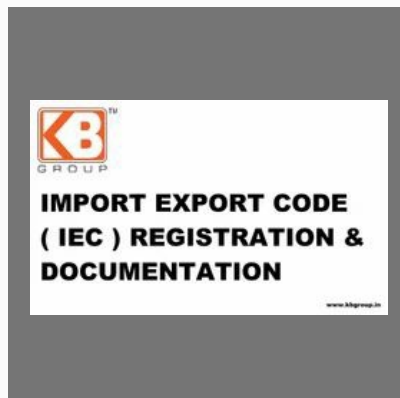 KB TM
GROUP
IMPORT EXPORT CODE
( IEC ) REGISTRATION &
DOCUMENTATION
www.kbgroup.in